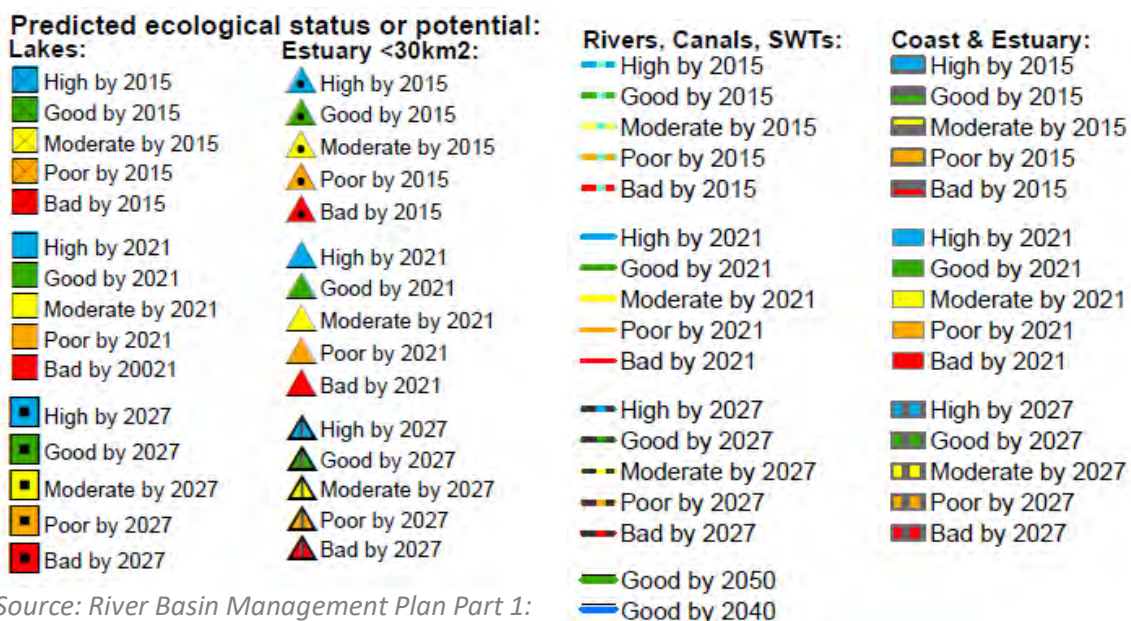 Predicted ecological status or potential:
Lakes:
High by 2015
Good by 2015
Moderate by 2015
Poor by 2015
Bad by 2015
High by 2021
Good by 2021
Moderate by 2021
Poor by 2021
Bad by 20021
High by 2027
Good by 2027
Moderate by 2027
Poor by 2027
Bad by 2027
Estuary <30km2:
High by 2015
Good by 2015
Moderate by 2015
Poor by 2015
Bad by 2015
High by 2021
Good by 2021
Moderate by 2021
Poor by 2021
Bad by 2021
High by 2027
Good by 2027
Moderate by 2027
Poor by 2027
Bad by 2027
Rivers, Canals, SWTs:
High by 2015
Good by 2015
Moderate by 2015
Poor by 2015
Bad by 2015
High by 2021
Good by 2021
Moderate by 2021
Poor by 2021
Bad by 2021
High by 2027
Good by 2027
Moderate by 2027
Poor by 2027
Bad by 2027
Good by 2050
Good by 2040
Coast & Estuary:
High by 2015
Good by 2015
Moderate by 2015
Poor by 2015
Bad by 2015
High by 2021
Good by 2021
Moderate by 2021
Poor by 2021
Bad by 2021
High by 2027
Good by 2027
Moderate by 2027
Poor by 2027
Bad by 2027
Source: River Basin Management Plan Part 1: